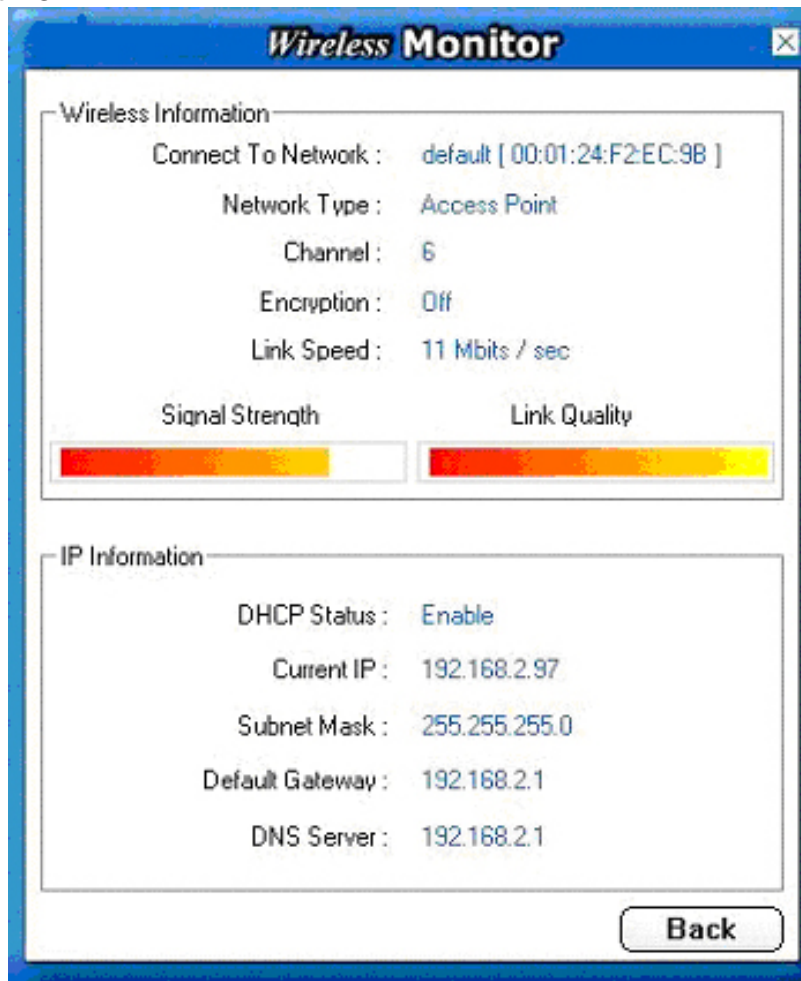 Wireless Monitor
Wireless Information
Connect To Network : default [ 00:01:24:F2:EC:9B ]
Network Type : Access Point
Channel : 6
Encryption : Off
Link Speed : 11 Mbits / sec
Signal Strength Link Quality
IP Information
DHCP Status : Enable
Current IP : 192.168.2.97
Subnet Mask : 255.255.255.0
Default Gateway : 192.168.2.1
DNS Server : 192.168.2.1
Back